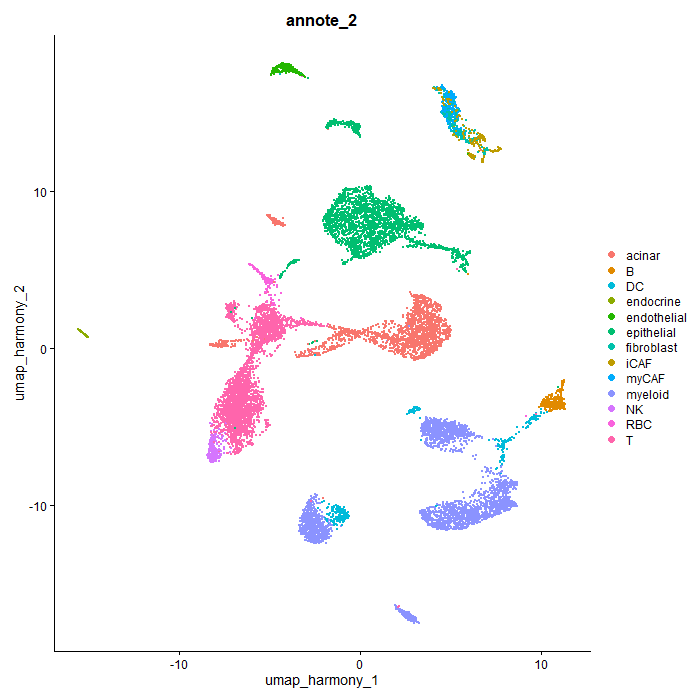 annote_2
10
0
-10
umap_harmony_2
-10
0
10
umap_harmony_1
acinar
B
DC
endocrine
endothelial
epithelial
fibroblast
iCAF
myCAF
myeloid
NK
RBC
T